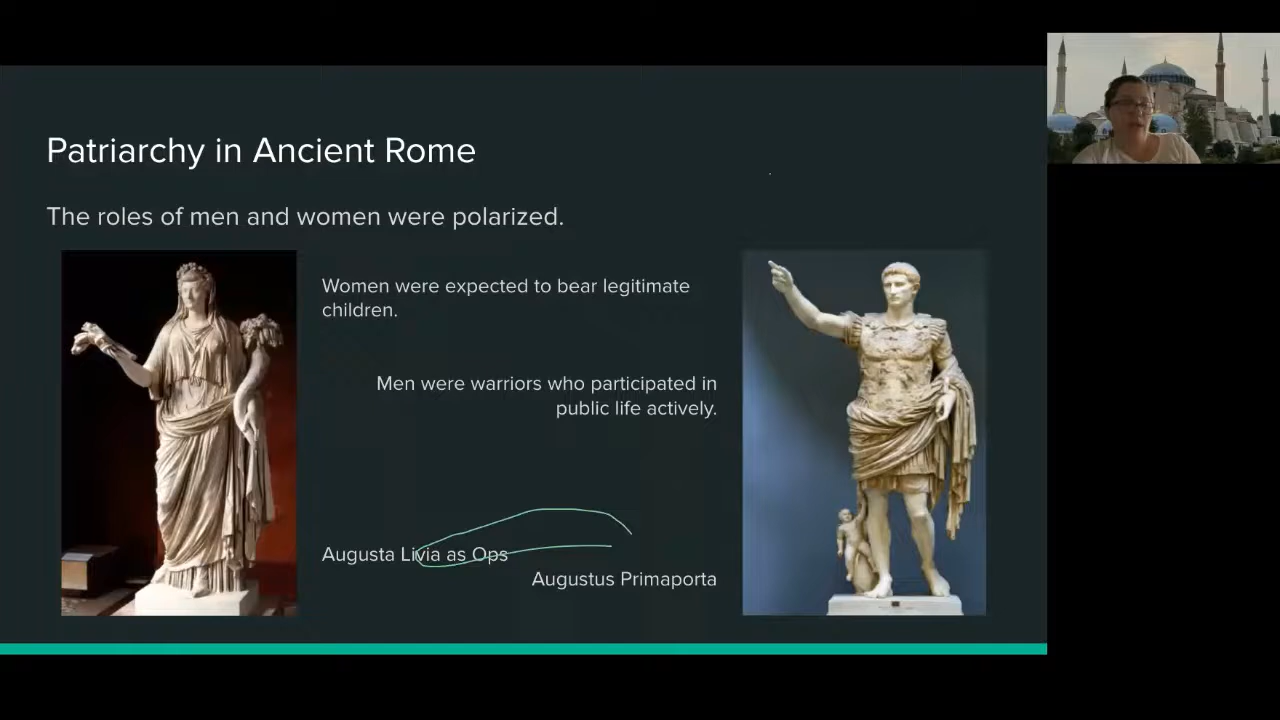 Patriarchy in Ancient Rome
The roles of men and women were polarized.
Women were expected to bear legitimate
children.
Men were warriors who participated in
public life actively.
Augusta Livia as Ops
Augustus Primaporta